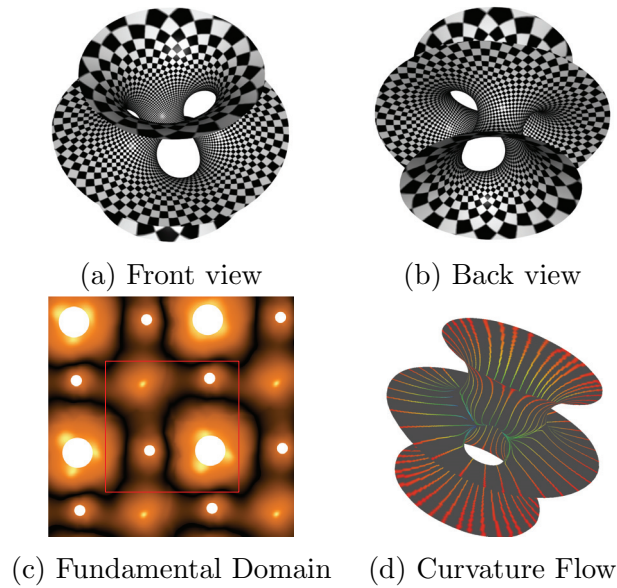 (a) Front view
(b) Back view
(c) Fundamental Domain
(d) Curvature Flow